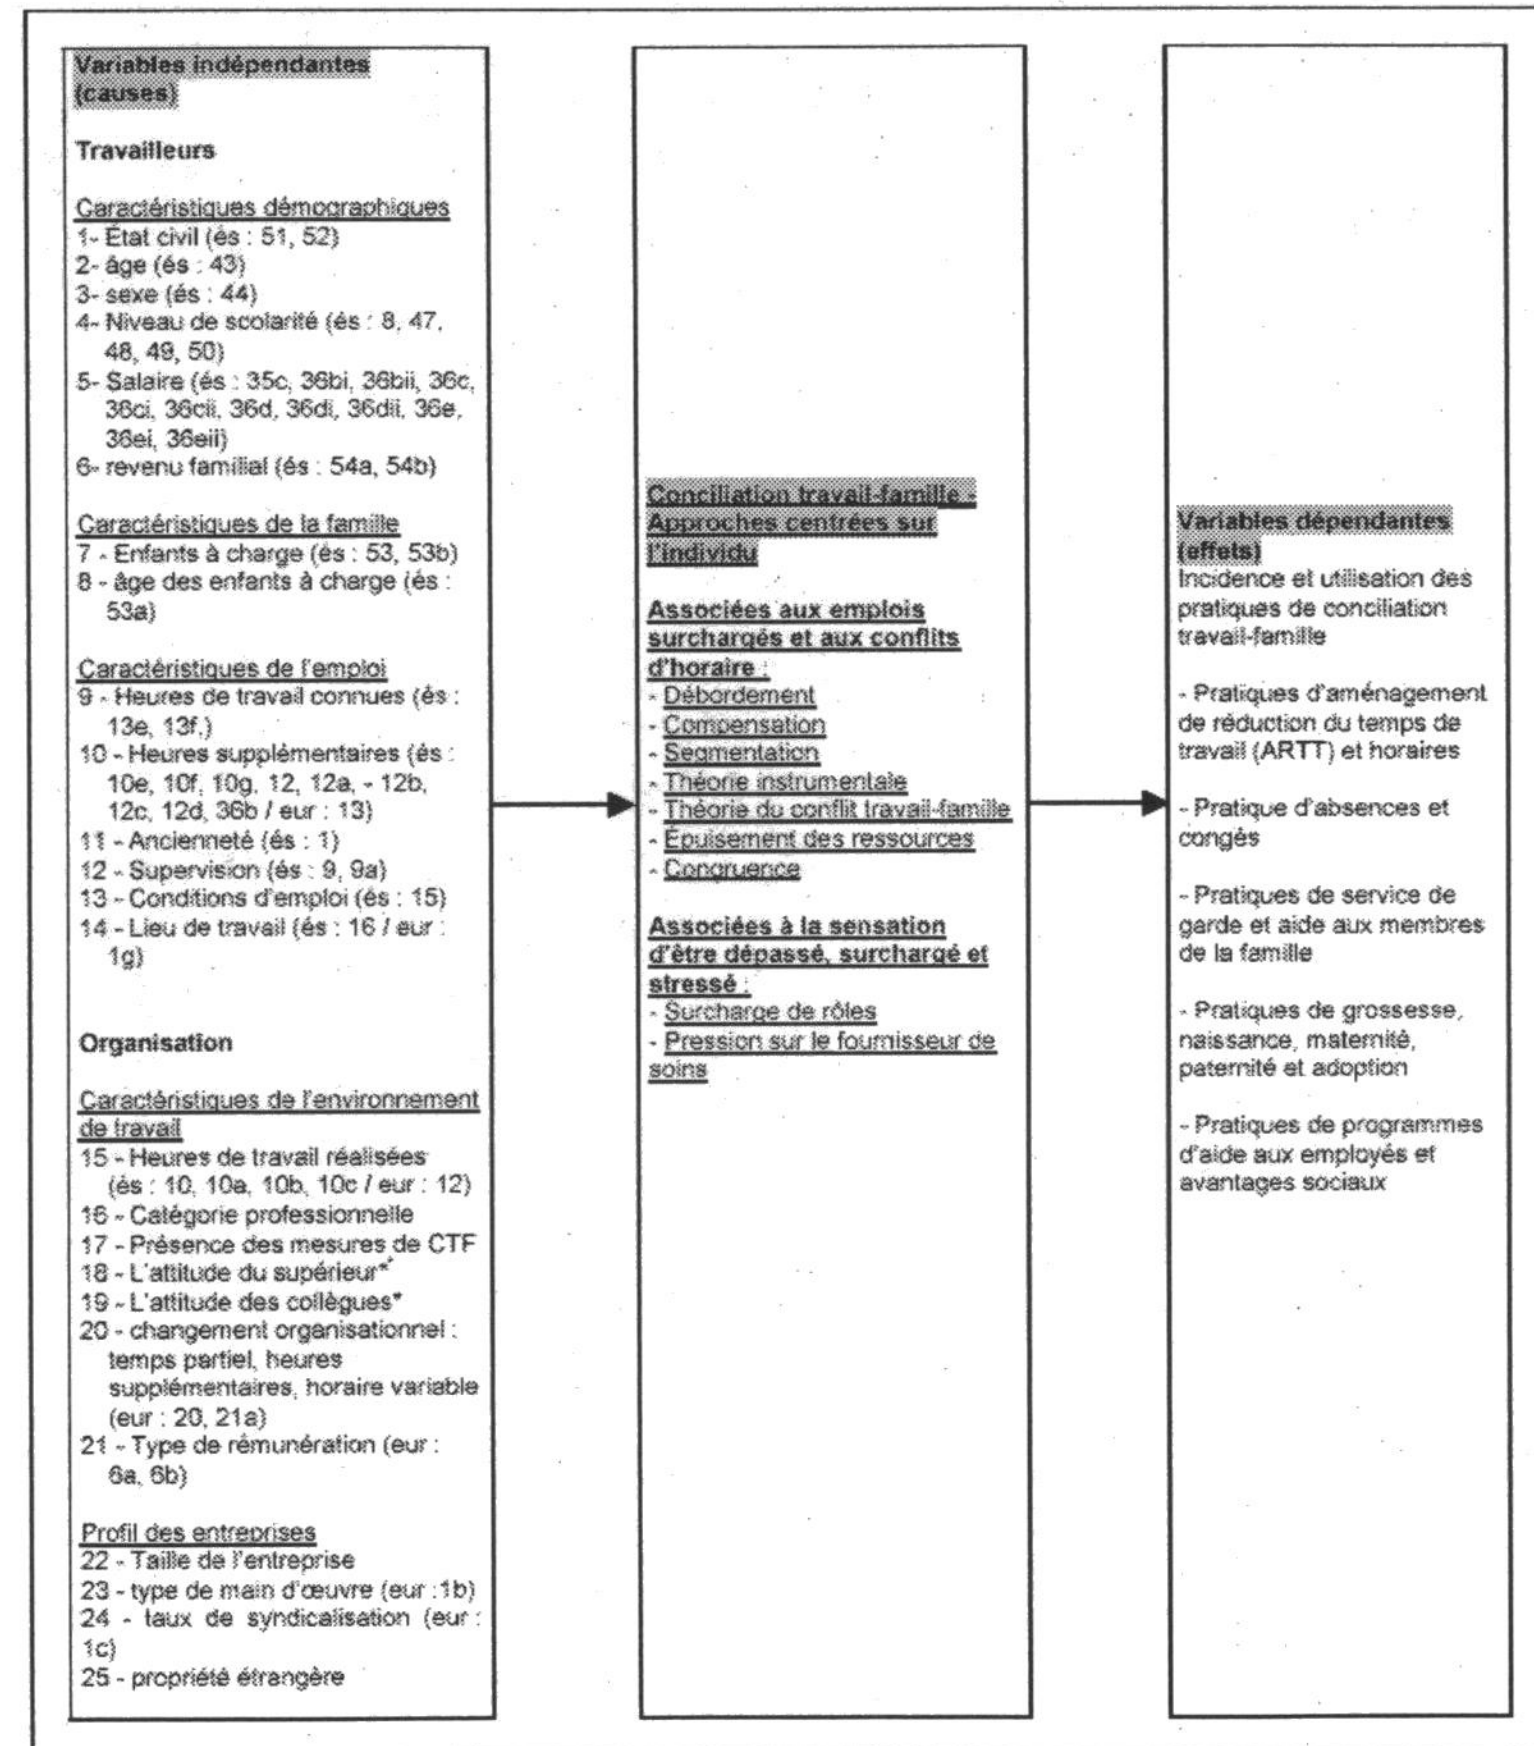 Variables indépendantes
(causes)
Travailleurs
Caractéristiques démographiques
1- État civil (és : 51, 52)
2- âge (és : 43)
3- sexe (és : 44)
4- Niveau de scolarité (és : 8, 47,
48, 49, 50)
5- Salaire (és : 35c, 36bi, 36bii, 36c,
36ci, 36cii, 36d, 36di, 36dii, 36e,
36ei, 36eii)
6- revenu familial (és : 54a, 54b)
Caractéristiques de la famille
7 - Enfants à charge (és : 53, 53b)
8 - âge des enfants à charge (és :
53a)
Caractéristiques de l'emploi
9 - Heures de travail connues (és :
13e, 13f,)
10 - Heures supplémentaires (és :
10e, 10f, 10g, 12, 12a, - 12b,
12c, 12d, 36b / eur : 13)
11 - Ancienneté (és : 1)
12 - Supervision (és : 9, 9a)
13 - Conditions d'emploi (és : 15)
14 - Lieu de travail (és : 16 / eur :
1g)
Organisation
Caractéristiques de l'environnement
de travail
15 - Heures de travail réalisées
(és : 10, 10a, 10b, 10c / eur : 12)
16 - Catégorie professionnelle
17 - Présence des mesures de CTF
18 - L'attitude du supérieur*
19 - L'attitude des collègues*
20 - changement organisationnel :
temps partiel, heures
supplémentaires, horaire variable
(eur : 20, 21a)
21 - Type de rémunération (eur :
6a, 6b)
Profil des entreprises
22 - Taille de l'entreprise
23 - type de main d'œuvre (eur :1b)
24 - taux de syndicalisation (eur :
1c)
25 - propriété étrangère
Conciliation travail-famille -
Approches centrées sur
l'individu
Associées aux emplois
surchargés et aux conflits
d'horaire :
- Débordement
- Compensation
- Segmentation
- Théorie instrumentale
- Théorie du conflit travail-famille
- Épuisement des ressources
- Congruence
Associées à la sensation
d'être dépassé, surchargé et
stressé :
- Surcharge de rôles
- Pression sur le fournisseur de
soins
Variables dépendantes
(effets)
Incidence et utilisation des
pratiques de conciliation
travail-famille
- Pratiques d'aménagement
de réduction du temps de
travail (ARTT) et horaires
- Pratique d'absences et
congés
- Pratiques de service de
garde et aide aux membres
de la famille
- Pratiques de grossesse,
naissance, maternité,
paternité et adoption
- Pratiques de programmes
d'aide aux employés et
avantages sociaux